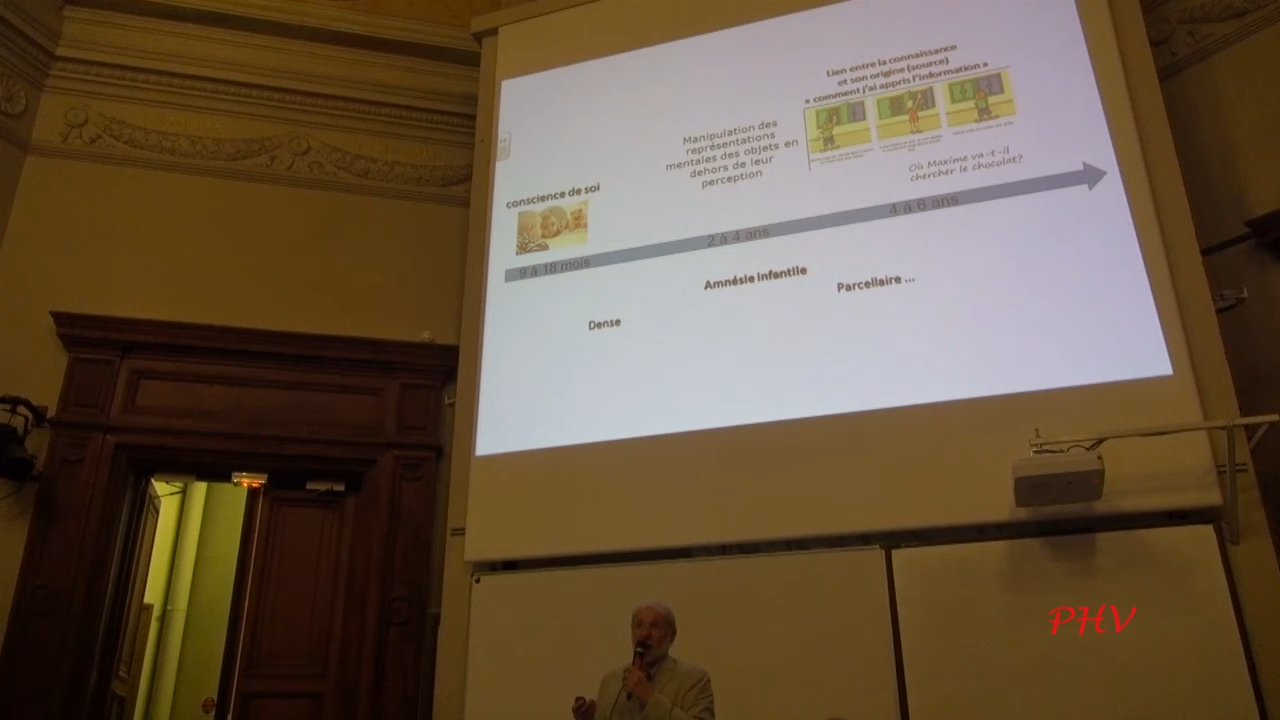 Lien entre la connaissance
et son origine (source)
« comment j'ai appris l'information »
Manipulation des
représentations
mentales des objets en
dehors de leur
perception
Où Maxime va-t-il
chercher le chocolat?
conscience de soi
4 à 6 ans
2 à 4 ans
9 à 18 mois
Amnésie infantile
Parcellaire ...
Dense
PHV